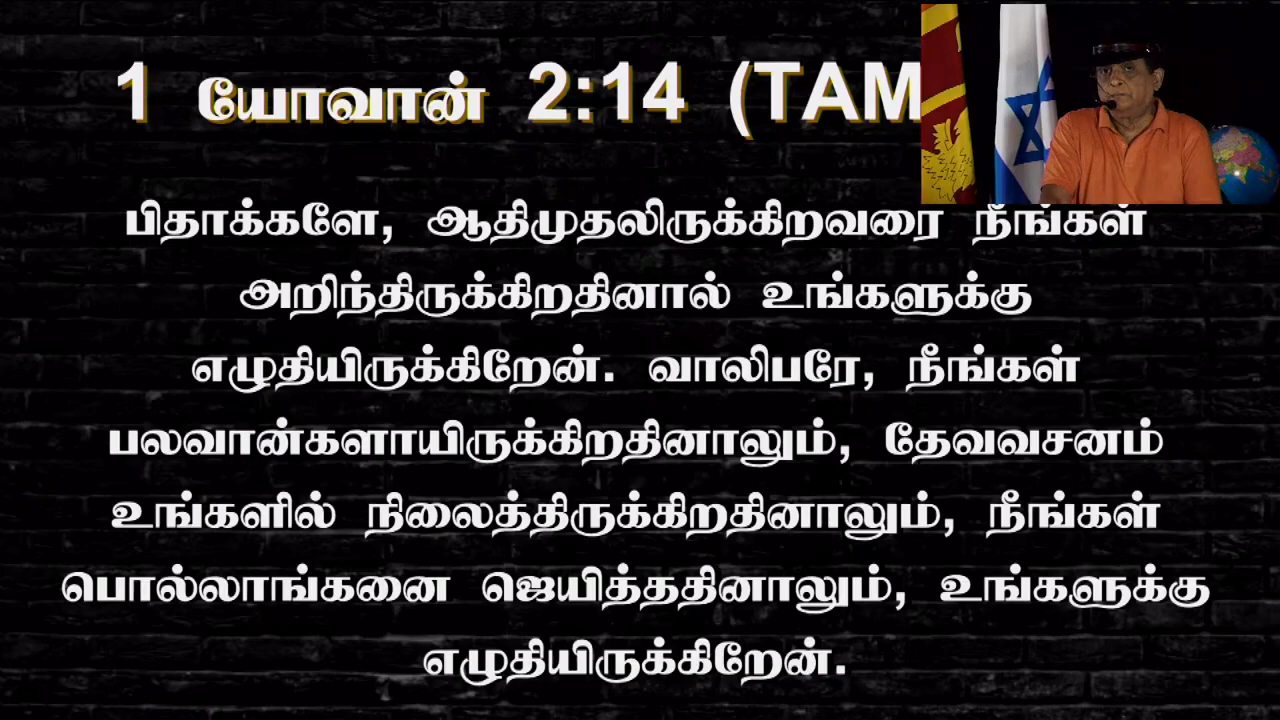 1 யோவான் 2:14 (TAM
பிதாக்களே, ஆதிமுதலிருக்கிறவரை நீங்கள்
அறிந்திருக்கிறதினால் உங்களுக்கு
எழுதியிருக்கிறேன். வாலிபரே, நீங்கள்
பலவான்களாயிருக்கிறதினாலும், தேவவசனம்
உங்களில் நிலைத்திருக்கிறதினாலும், நீங்கள்
பொல்லாங்கனை ஜெயித்ததினாலும், உங்களுக்கு
எழுதியிருக்கிறேன்.